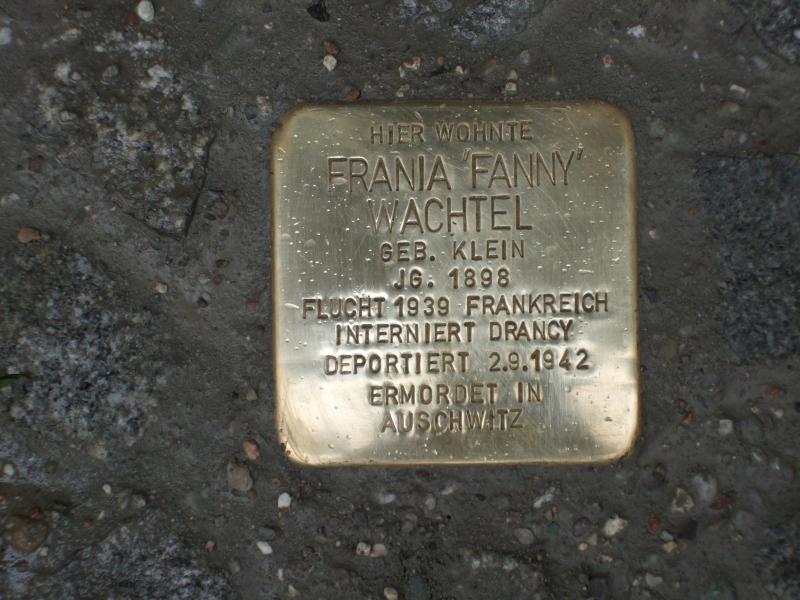 HIER WOHNTE
FRANIA 'FANNY'
WACHTEL
GEB. KLEIN
JG. 1898
FLUCHT 1939 FRANKREICH
INTERNIERT DRANCY
DEPORTIERT 2.9.1942
ERMORDET IN
AUSCHWITZ